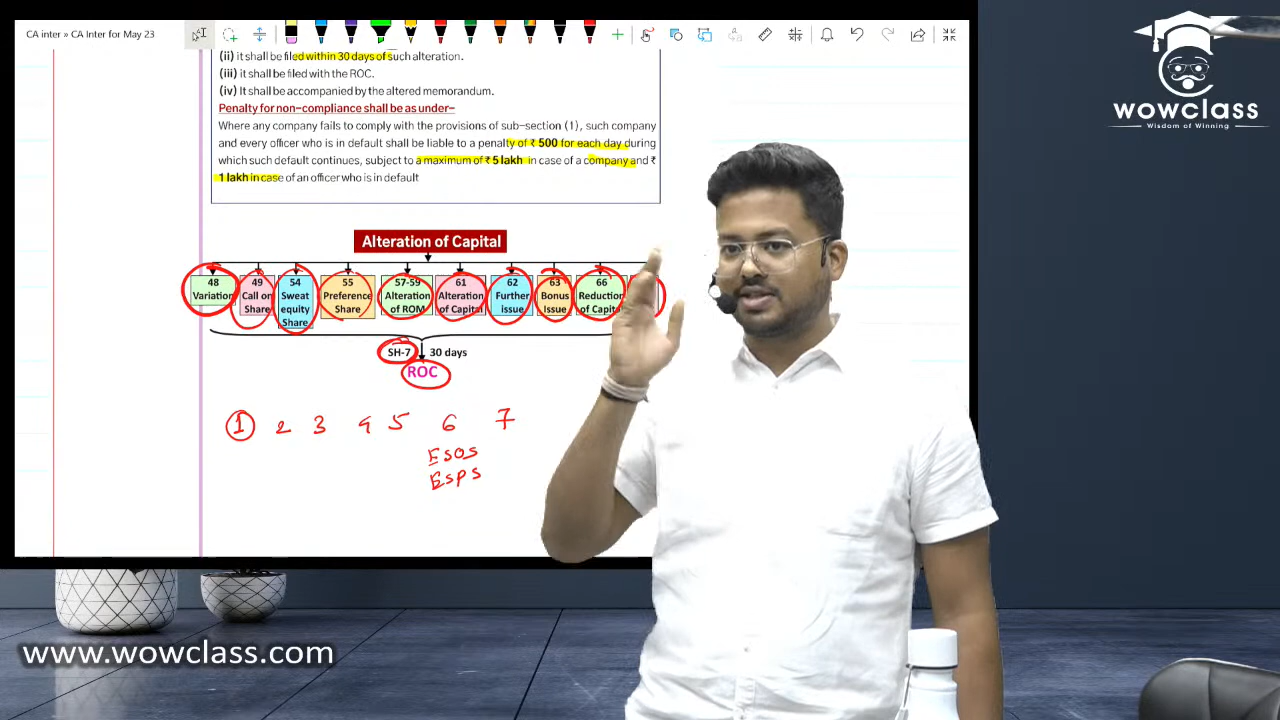 CA inter » CA Inter for May 23
(ii) it shall be filed within 30 days of such alteration.
(iii) it shall be filed with the ROC.
(iv) It shall be accompanied by the altered memorandum.
Penalty for non-compliance shall be as under-
Where any company fails to comply with the provisions of sub-section (1), such company
and every officer who is in default shall be liable to a penalty of ₹ 500 for each day during
which such default continues, subject to a maximum of ₹ 5 lakh in case of a company and ₹
1 lakh in case of an officer who is in default
Alteration of Capital
48 Variation
49 Call on Share
54 Sweat equity Share
55 Preference Share
57-59 Alteration of ROM
61 Alteration of Capital
62 Further issue
63 Bonus Issue
66 Reduction of Capital
SH-7 30 days
ROC
1 2 3 4 5 6 7
ESOS
ESPS
wowclass
Wisdom of Winning
www.wowclass.com